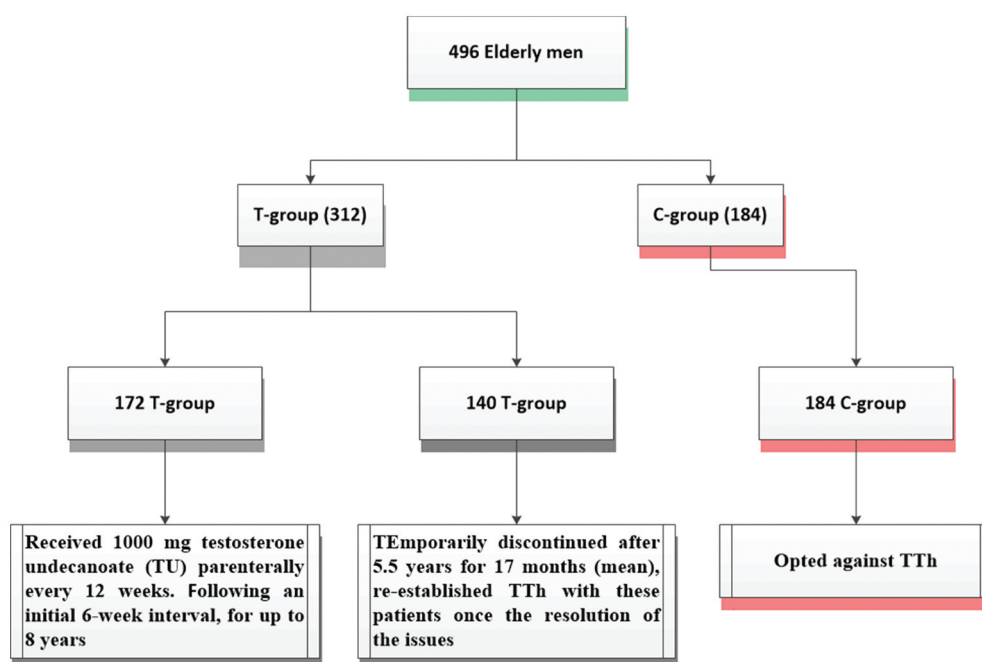 496 Elderly men
T-group (312)
C-group (184)
172 T-group
140 T-group
184 C-group
Received 1000 mg testosterone
undecanoate (TU) parenterally
every 12 weeks. Following an
initial 6-week interval, for up to
8 years
TEmporarily discontinued after
5.5 years for 17 months (mean),
re-established TTh with these
patients once the resolution of
the issues
Opted against TTh